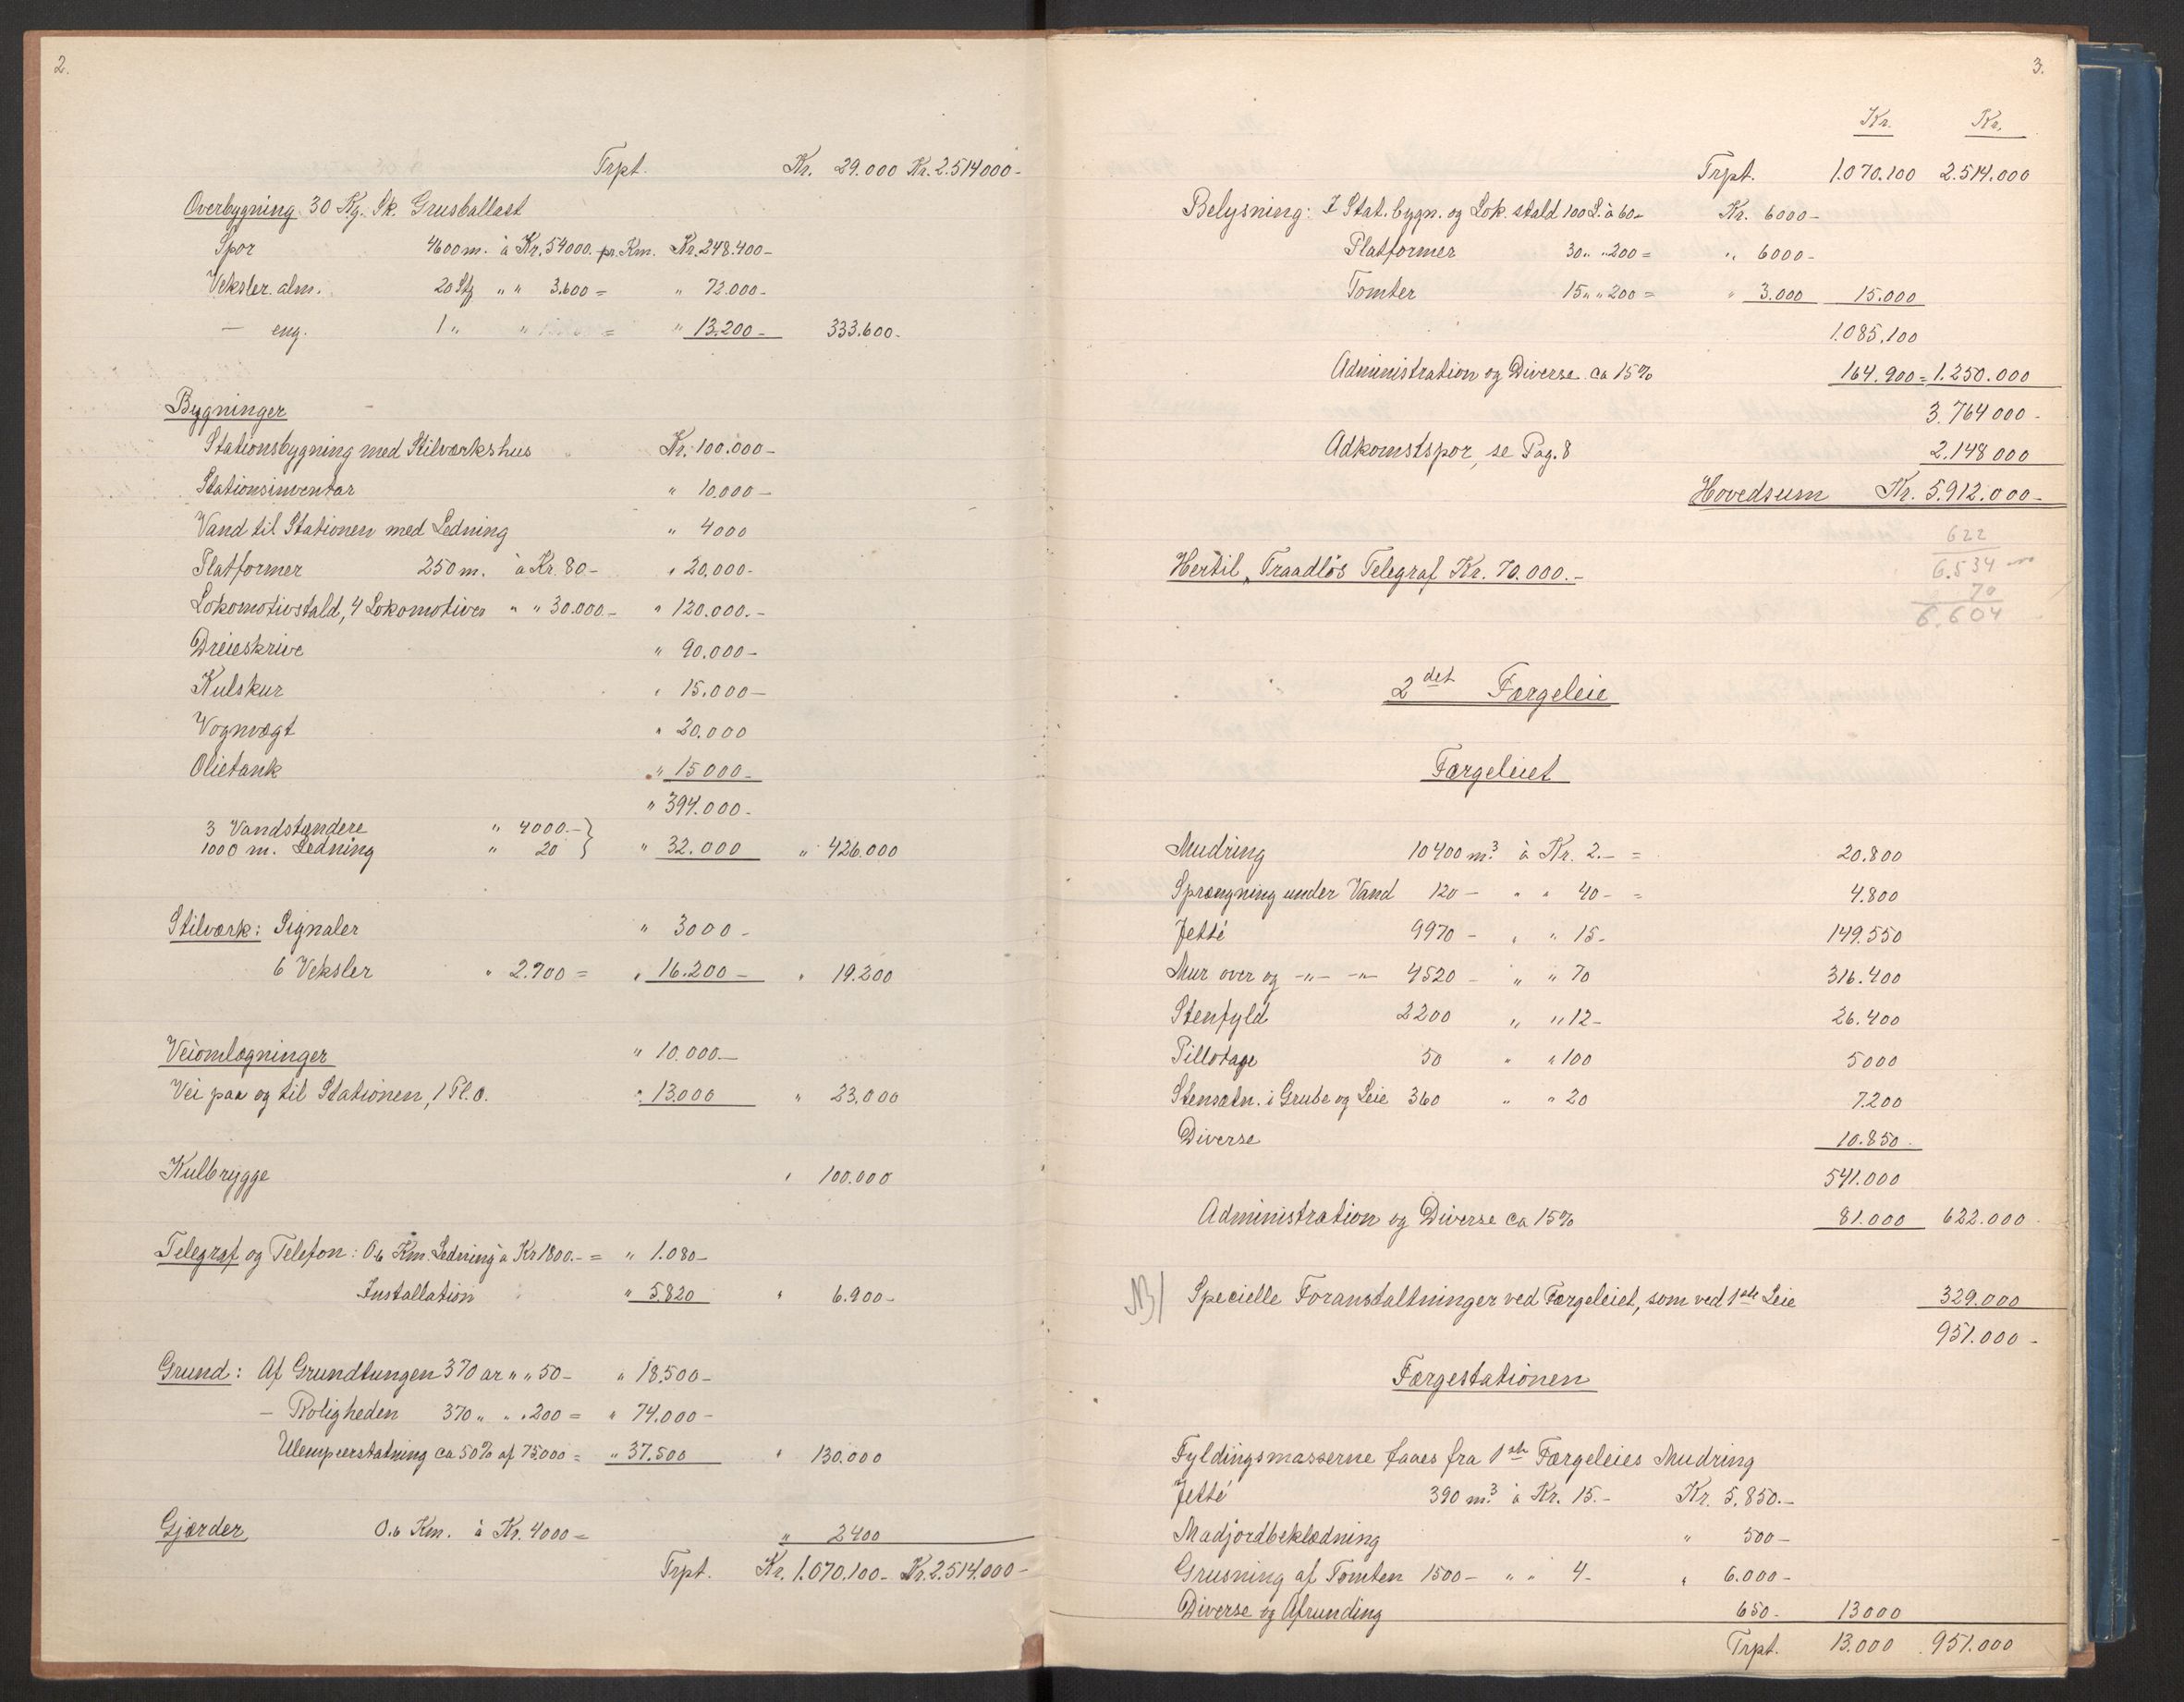 2.
Trpt. Kr. 29.000 Kr. 2.514000-
Overbygning 30 Kg. Sk. Grusballast
Spor 4600 m. à Kr. 54000.- pr. Km. Kr. 248.400-
Veksler alm. 20 Stg " " 3.600 = " 72.000-
— eng. 1 " " = " 13.200- 333.600-
Bygninger
Stationsbygning med Stilværkshus Kr. 100.000-
Stationsinventar " 10.000-
Vand til Stationen med Ledning " 4000
Platformer 250 m. à Kr. 80- " 20,000-
Lokomotivstald, 4 Lokomotiver " " 30.000- " 120.000.-
Dreieskive " 90.000-
Kulskur " 15.000-
Vognvægt " 20.000
Olietank " 15000-
" 394.000-
3 Vandstændere " 4000.-
1000 m. Ledning " 20 } " 32.000 " 426.000
Stilværk: Signaler " 3000-
6 Veksler " 2.700 = " 16.200- " 19.200
Veiomlægninger " 10.000-
Vei paa og til Stationen, 1 Pl.o. " 13.000 " 23.000
Kulbrygge " 100.000
Telegraf og Telefon: 0.6 Km. Ledning à Kr 1800.- = " 1.080-
Installation " 5.820 " 6.900-
Grund: Af Grundtungen 370 ar " " 50- " 18.500-
— Roligheden 370 " " " 200 = " 74.000-
Ulempeerstatning ca 50% af 75000 = " 37.500 " 130.000
Gjærder 0.6 Km. à Kr. 4000 = " 2400
Trpt. Kr. 1.070.100- Kr. 2.514.000-
3.
Kr. Kr.
Trpt. 1.070.100 2.514.000
Belysning: I Stat. bygn. og Lok. stald 100 L. à 60- Kr. 6000-
Platformer 30 " " 200 = " 6000-
Tomter 15 " " 200 = " 3.000 15.000
1.085.100
Administration og Diverse ca 15% 164.900 = 1.250.000
3.764000-
Adkomstspor, se Pag. 8 2.148000
Hovedsum Kr. 5.912.000-
622
Hertil, Traadløs Telegraf Kr. 70.000.-
6.534
70
6.604
2det Færgeleie
Færgeleiet
Mudring 10400 m³ à Kr. 2.- = 20.800
Sprængning under Vand 120 - " " 40- = 4.800
Jetté 9970 - " " 15- 149.550
Mur over og -"- -"- 4520 - " " 70 316.400
Stenfyld 2200 " " 12- 26.400
Pillotage 50 " " 100 5000
Stensætn. i Grube og Leie 360 " " 20 7.200
Diverse 10.850-
541.000
Administration og Diverse ca 15% 81.000 622.000
NB/ Specielle Foranstaltninger ved Færgeleiet, som ved 1ste Leie 329.000
951.000-
Færgestationen
Fyldingsmasserne faaes fra 1ste Færgeleies Mudring
Jetté 390 m³ à Kr. 15.- Kr. 5.850.-
Madjordbeklædning " 500-
Grusning af Tomten 1500 - " " 4- " 6.000-
Diverse og Afrunding 650- 13000
Trpt. 13.000 951.000